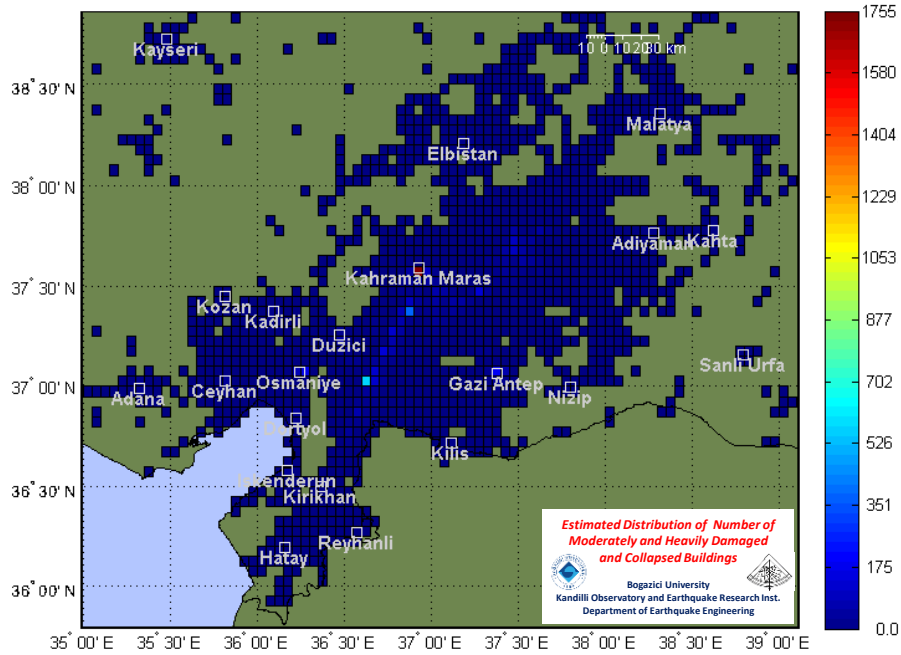 1755
1580
1404
1229
1053
877
702
526
351
175
0.0
Kayseri
10 0 102030 km
38° 30' N
Malatya
Elbistan
38° 00' N
Adiyaman
Kahta
Kahraman Maras
37° 30' N
Kozan
Kadirli
Duzici
Sanli Urfa
37° 00' N
Adana
Ceyhan
Osmaniye
Gazi Antep
Nizip
Dortyol
Kilis
36° 30' N
Iskenderun
Kirikhan
Reyhanli
Hatay
36° 00' N
Estimated Distribution of Number of
Moderately and Heavily Damaged
and Collapsed Buildings
Bogazici University
Kandilli Observatory and Earthquake Research Inst.
Department of Earthquake Engineering
35° 00'E 35° 30'E 36° 00'E 36° 30'E 37° 00'E 37° 30'E 38° 00'E 38° 30'E 39° 00'E